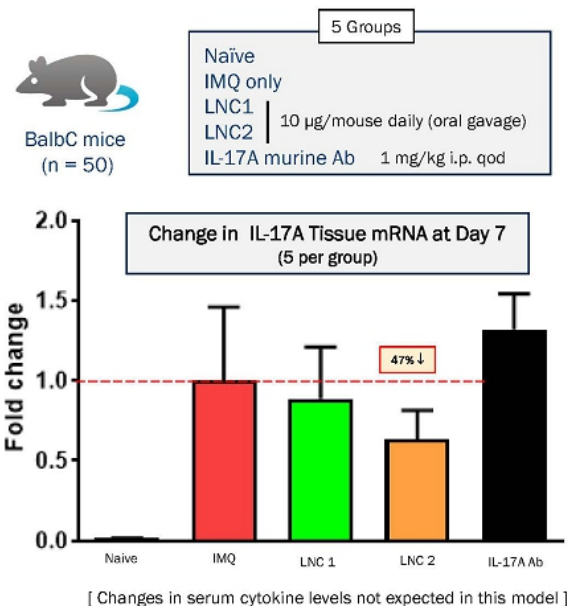 5 Groups
Naïve
IMQ only
LNC1
LNC2
10 µg/mouse daily (oral gavage)
IL-17A murine Ab 1 mg/kg i.p. qod
BalbC mice
(n = 50)
Change in IL-17A Tissue mRNA at Day 7
(5 per group)
Fold change
2.0
1.5
1.0
0.5
0.0
47%↓
Naive IMQ LNC 1 LNC 2 IL-17A Ab
[ Changes in serum cytokine levels not expected in this model ]